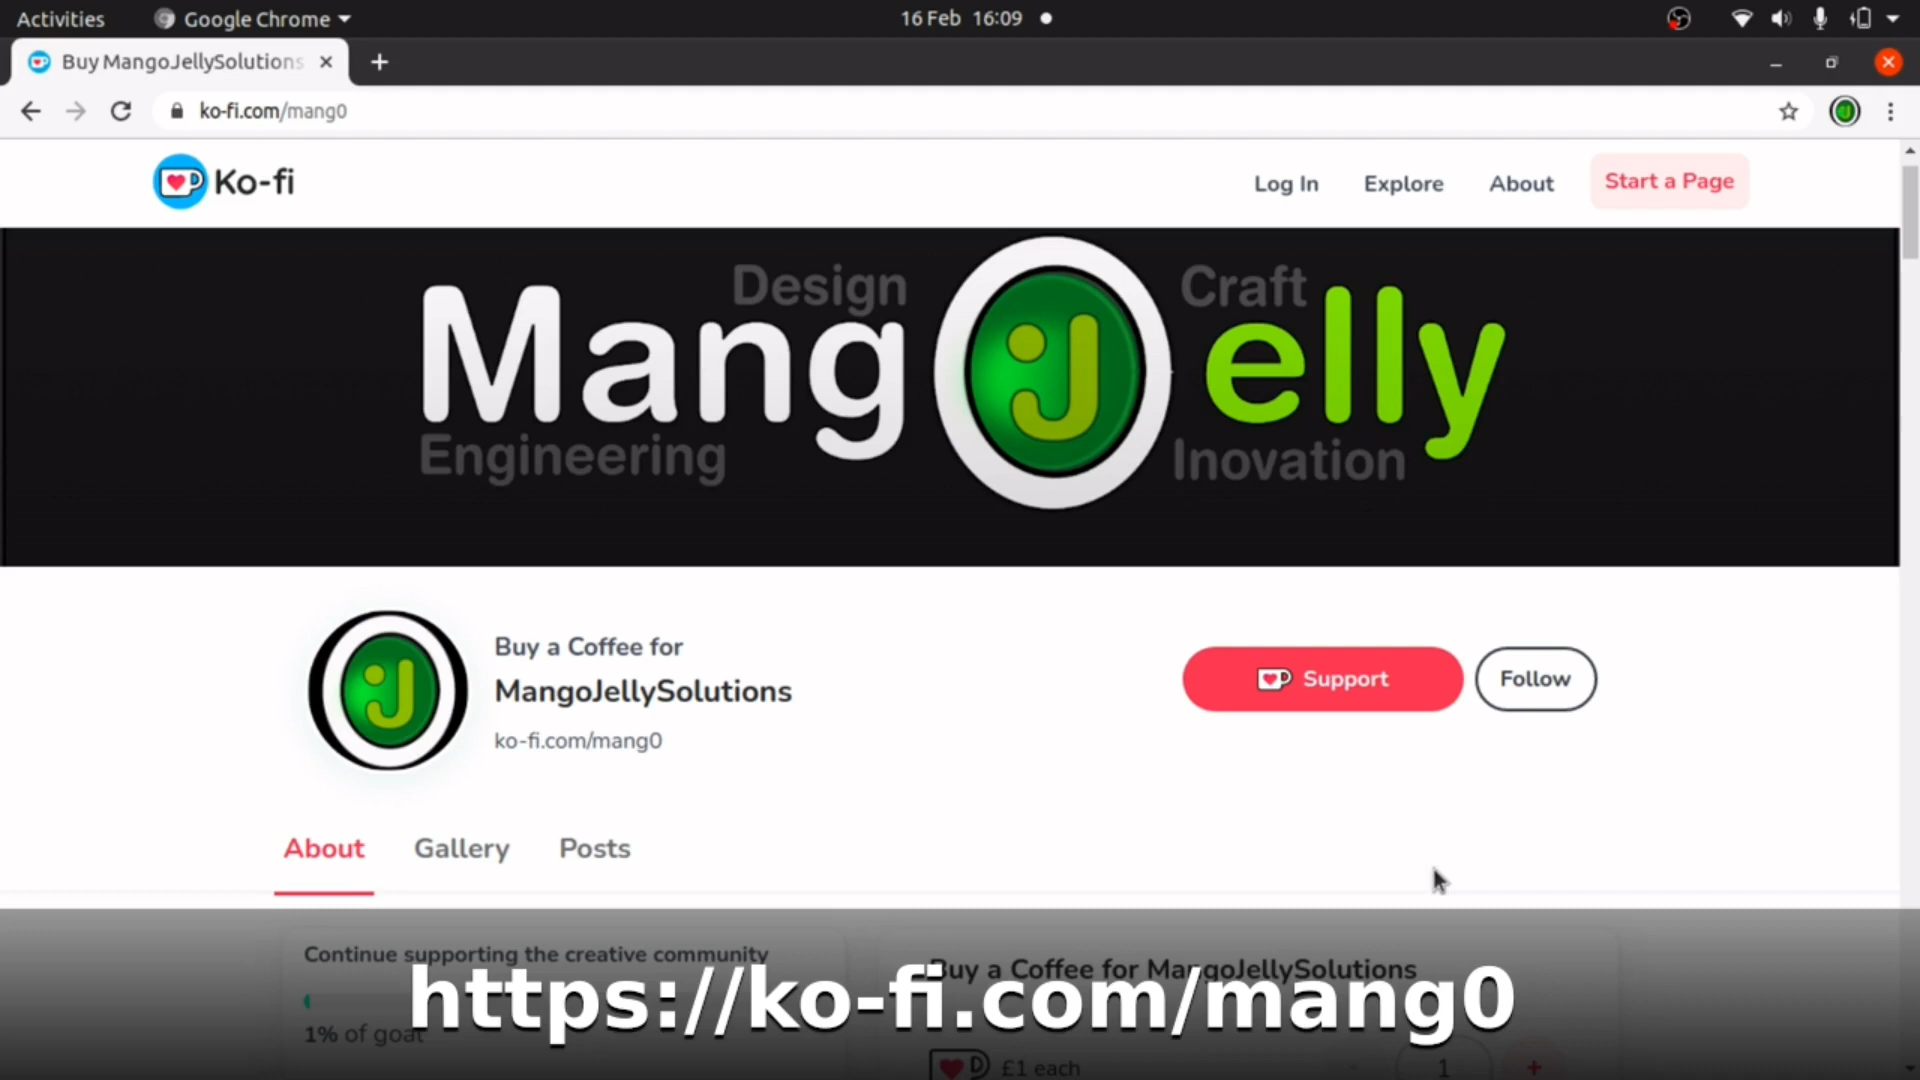 Activities
Google Chrome
16 Feb 16:09
Buy MangoJellySolutions
ko-fi.com/mang0
Ko-fi
Log In
Explore
About
Start a Page
Design
Craft
Mang
J
elly
Engineering
Inovation
Buy a Coffee for
MangoJellySolutions
ko-fi.com/mang0
Support
Follow
About
Gallery
Posts
Continue supporting the creative community
1% of goal
Buy a Coffee for MangoJellySolutions
https://ko-fi.com/mang0
£1 each
- 1 +